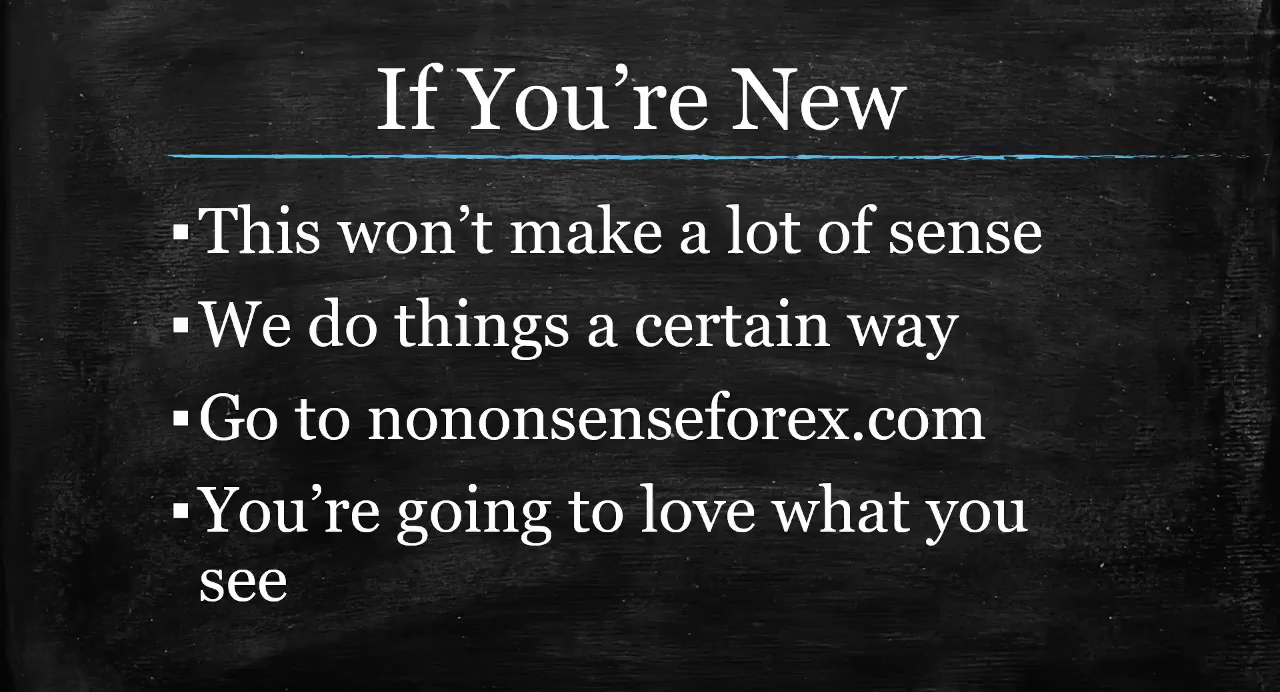 If You’re New
▪This won’t make a lot of sense
▪We do things a certain way
▪Go to nononsenseforex.com
▪You’re going to love what you
see